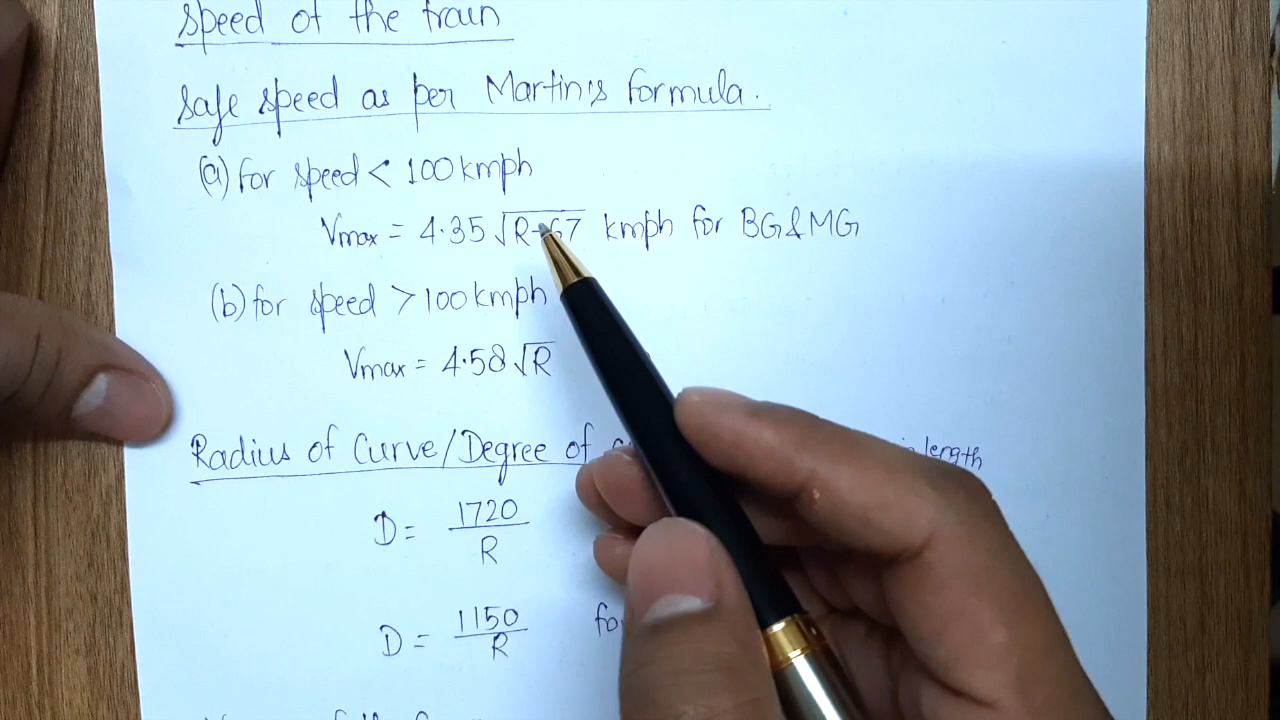 Speed of the train
Safe speed as per Martin's formula.
(a) for speed < 100 kmph
Vmax = 4.35 √R-67 kmph for BG & MG
(b) for speed > 100 kmph
Vmax = 4.58 √R
Radius of Curve/Degree of length
D = 1720/R
D = 1150/R